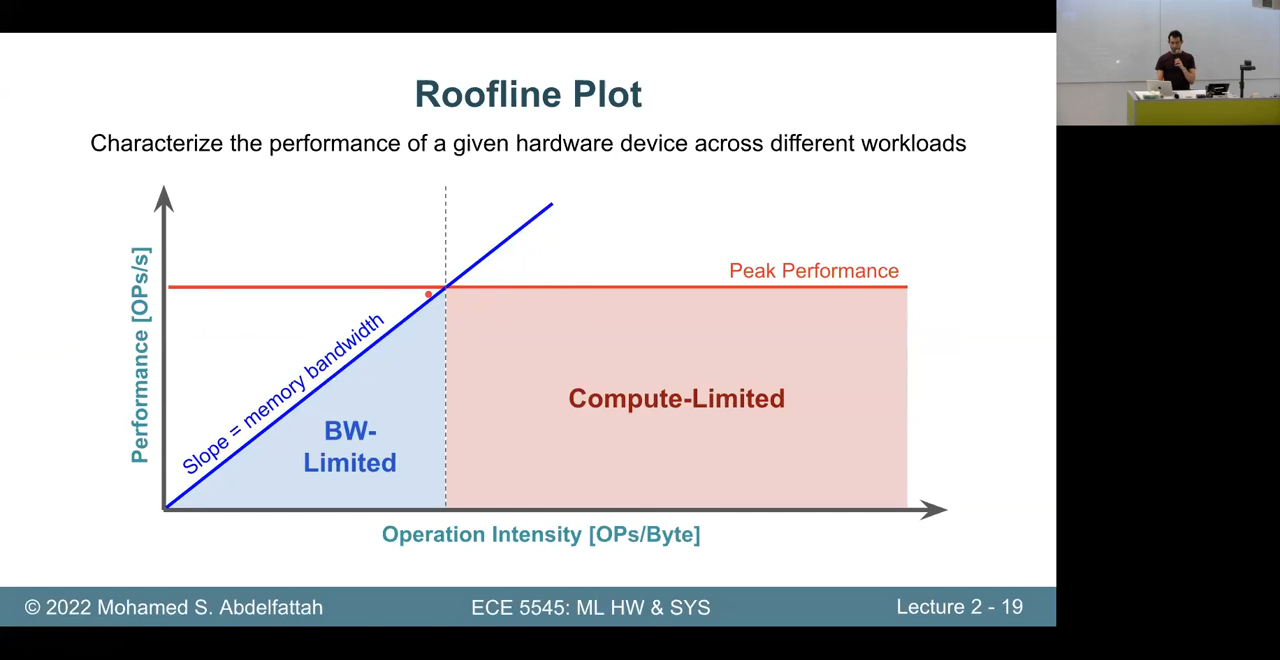 Roofline Plot
Characterize the performance of a given hardware device across different workloads
Performance [OPs/s]
Peak Performance
Slope = memory bandwidth
Compute-Limited
BW-
Limited
Operation Intensity [OPs/Byte]
© 2022 Mohamed S. Abdelfattah
ECE 5545: ML HW & SYS
Lecture 2 - 19